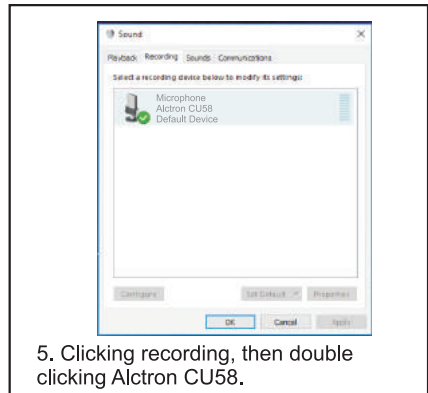 Sound
Playback Recording Sounds Communications
Select a recording device below to modify its settings:
Microphone
Alctron CU58
Default Device
Configure Set Default Properties
OK Cancel Apply
5. Clicking recording, then double
clicking Alctron CU58.